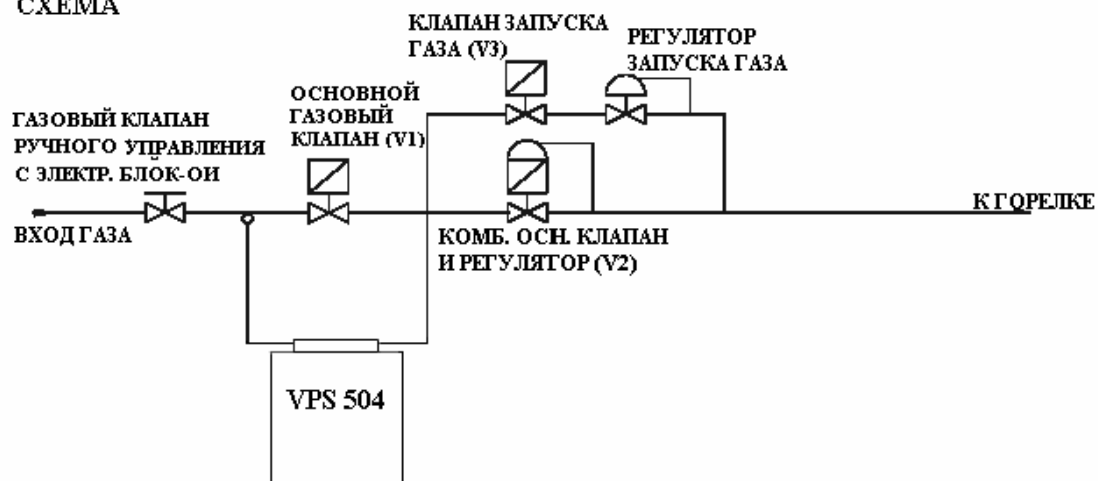 СХЕМА
КЛАПАН ЗАПУСКА
ГАЗА (V3)
РЕГУЛЯТОР
ЗАПУСКА ГАЗА
ОСНОВНОЙ
ГАЗОВЫЙ
КЛАПАН (V1)
ГАЗОВЫЙ КЛАПАН
РУЧНОГО УПРАВЛЕНИЯ
С ЭЛЕКТР. БЛОК-ОЙ
ВХОД ГАЗА
К ГОРЕЛКЕ
КОМБ. ОСН. КЛАПАН
И РЕГУЛЯТОР (V2)
VPS 504